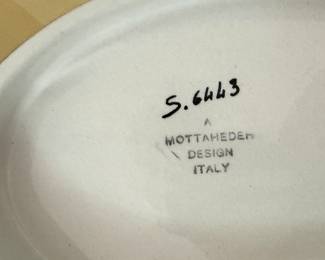 S.6443
A
MOTTAHEDEH
DESIGN
ITALY